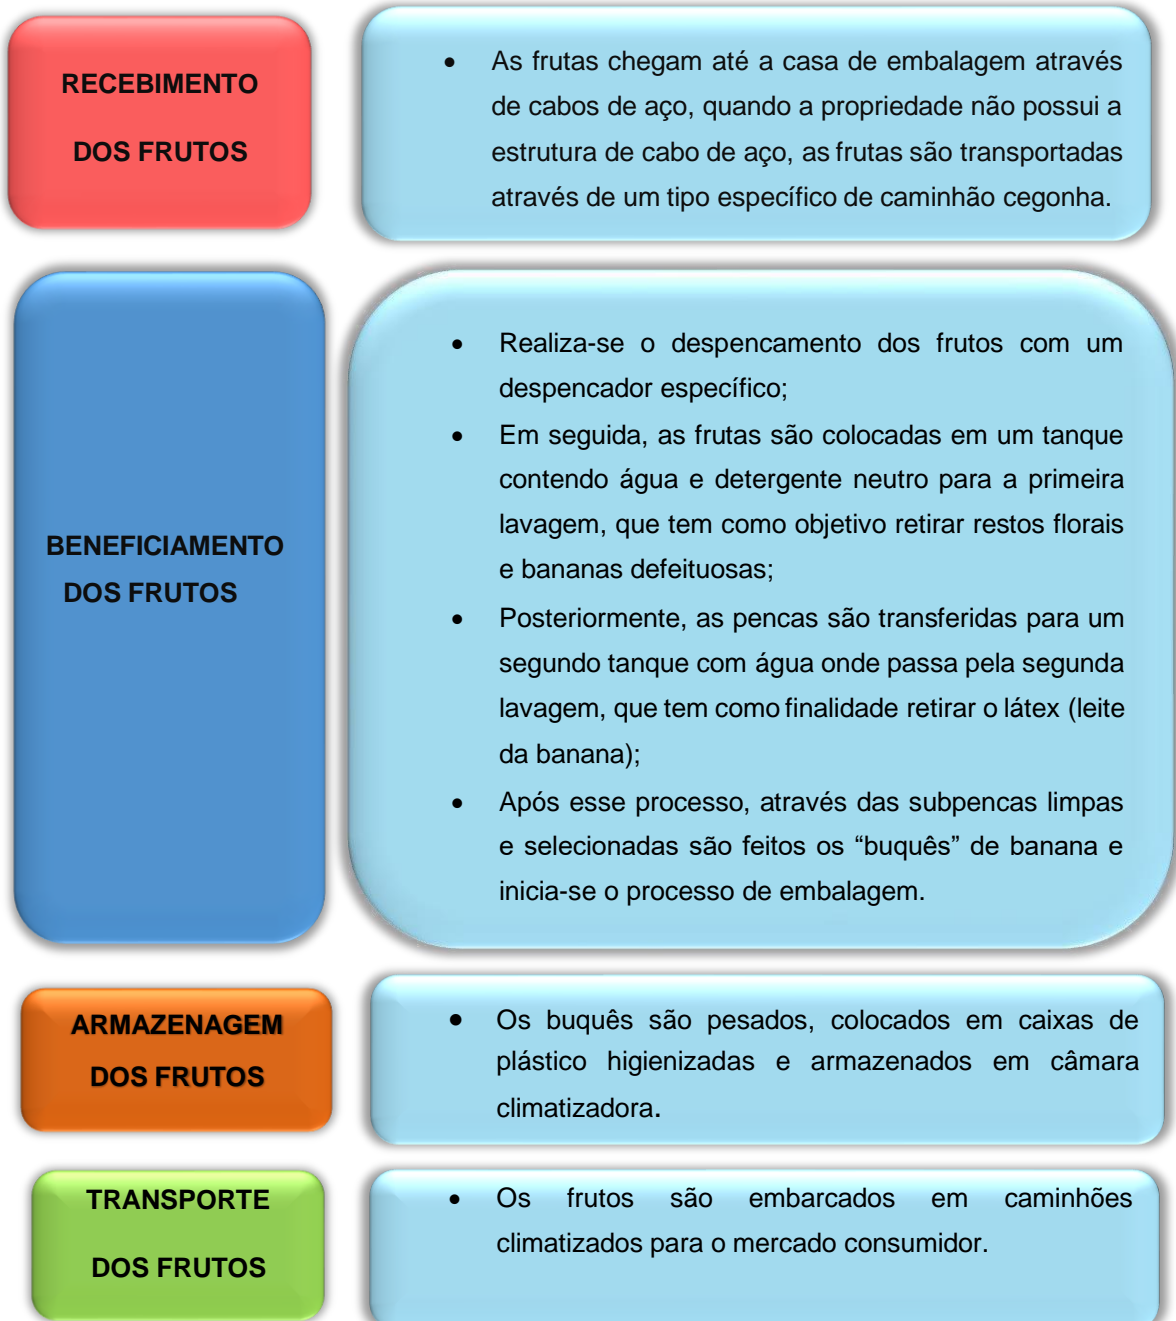 RECEBIMENTO
DOS FRUTOS
• As frutas chegam até a casa de embalagem através
de cabos de aço, quando a propriedade não possui a
estrutura de cabo de aço, as frutas são transportadas
através de um tipo específico de caminhão cegonha.
BENEFICIAMENTO
DOS FRUTOS
• Realiza-se o despencamento dos frutos com um
despencador específico;
• Em seguida, as frutas são colocadas em um tanque
contendo água e detergente neutro para a primeira
lavagem, que tem como objetivo retirar restos florais
e bananas defeituosas;
• Posteriormente, as pencas são transferidas para um
segundo tanque com água onde passa pela segunda
lavagem, que tem como finalidade retirar o látex (leite
da banana);
• Após esse processo, através das subpencas limpas
e selecionadas são feitos os “buquês” de banana e
inicia-se o processo de embalagem.
ARMAZENAGEM
DOS FRUTOS
• Os buquês são pesados, colocados em caixas de
plástico higienizadas e armazenados em câmara
climatizadora.
TRANSPORTE
DOS FRUTOS
• Os frutos são embarcados em caminhões
climatizados para o mercado consumidor.